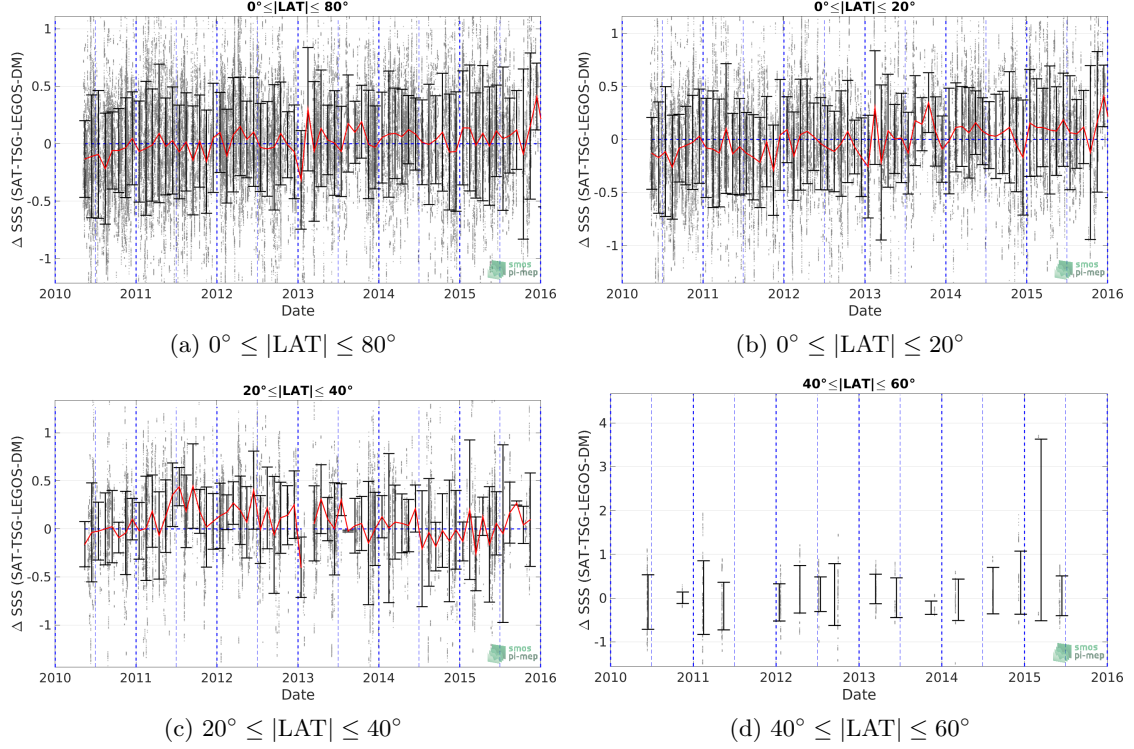 0°≤|LAT|≤ 80°
Δ SSS (SAT-TSG-LEGOS-DM)
1
0.5
0
-0.5
-1
smos
pi-mep
2010 2011 2012 2013 2014 2015 2016
Date
(a) 0° ≤ |LAT| ≤ 80°
0°≤|LAT|≤ 20°
Δ SSS (SAT-TSG-LEGOS-DM)
1
0.5
0
-0.5
-1
smos
pi-mep
2010 2011 2012 2013 2014 2015 2016
Date
(b) 0° ≤ |LAT| ≤ 20°
20°≤|LAT|≤ 40°
Δ SSS (SAT-TSG-LEGOS-DM)
1
0.5
0
-0.5
-1
smos
pi-mep
2010 2011 2012 2013 2014 2015 2016
Date
(c) 20° ≤ |LAT| ≤ 40°
40°≤|LAT|≤ 60°
Δ SSS (SAT-TSG-LEGOS-DM)
4
3
2
1
0
-1
smos
pi-mep
2010 2011 2012 2013 2014 2015 2016
Date
(d) 40° ≤ |LAT| ≤ 60°